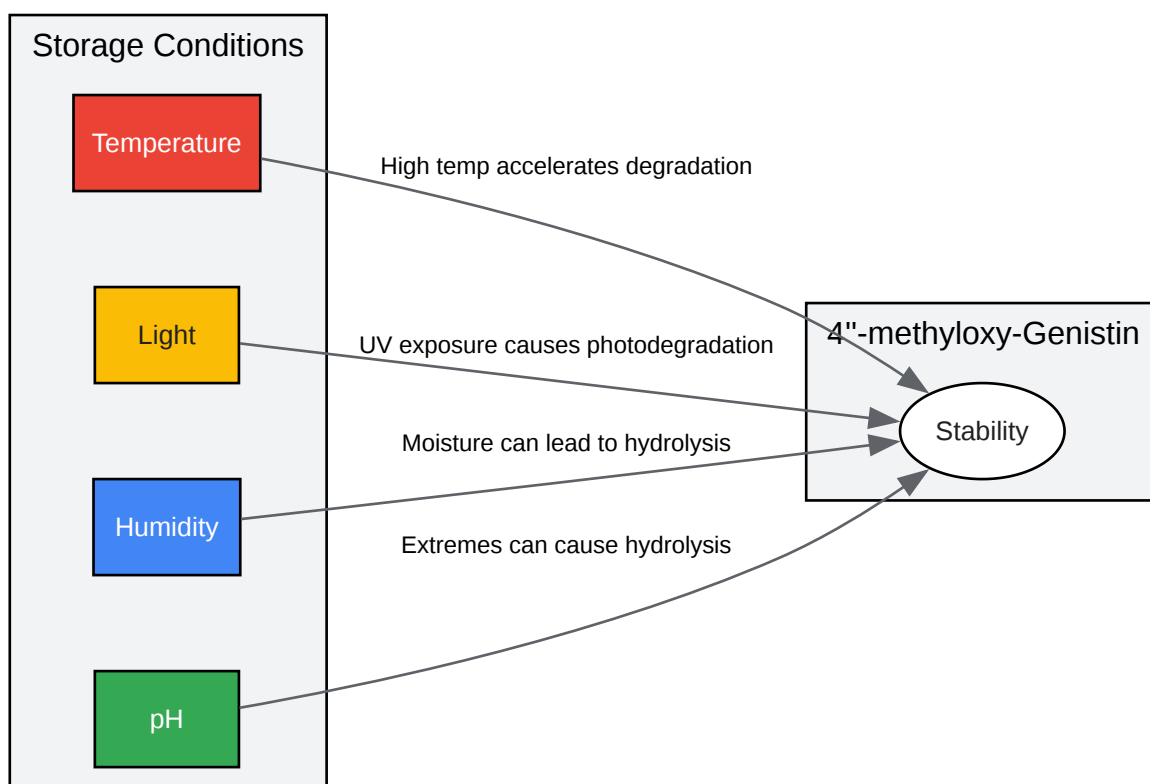 Storage Conditions
Temperature
High temp accelerates degradation
Light
UV exposure causes photodegradation
4"-methyloxy-Genistin
Stability
Moisture can lead to hydrolysis
Humidity
Extremes can cause hydrolysis
pH